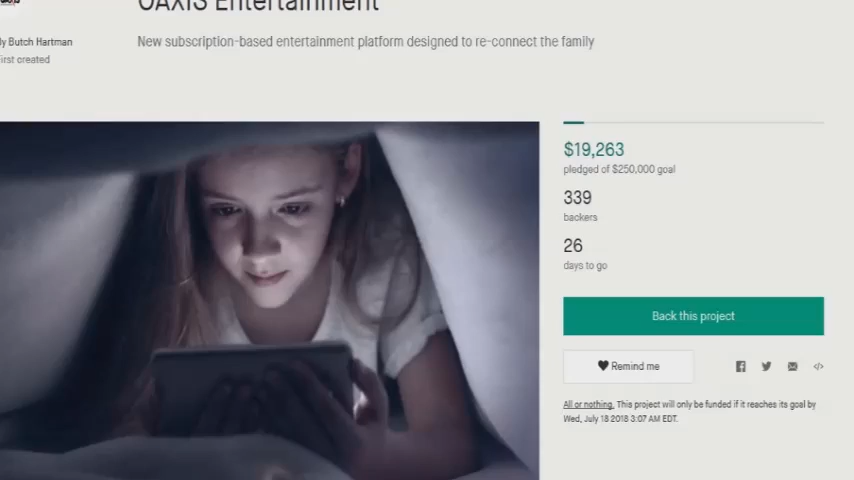 OAXIS Entertainment
By Butch Hartman
New subscription-based entertainment platform designed to re-connect the family
First created
$19,263
pledged of $250,000 goal
339
backers
26
days to go
Back this project
Remind me
All or nothing. This project will only be funded if it reaches its goal by
Wed, July 18 2018 3:07 AM EDT.